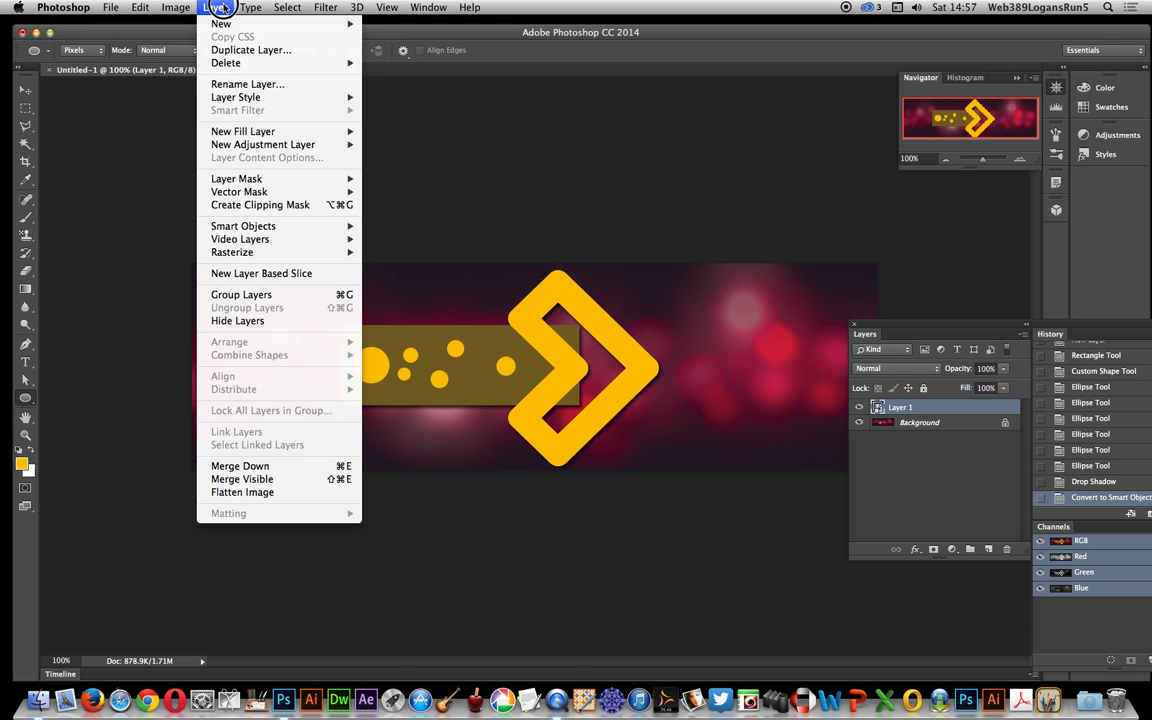 Photoshop File Edit Image Layer Type Select Filter 3D View Window Help 3 Sat 14:57 Web389LogansRun5
Adobe Photoshop CC 2014
Pixels Mode: Normal Align Edges Essentials
Untitled-1 @ 100% (Layer 1, RGB/8)
New
Copy CSS
Duplicate Layer...
Delete
Rename Layer...
Layer Style
Smart Filter
New Fill Layer
New Adjustment Layer
Layer Content Options...
Layer Mask
Vector Mask
Create Clipping Mask ⌥⌘G
Smart Objects
Video Layers
Rasterize
New Layer Based Slice
Group Layers ⌘G
Ungroup Layers ⇧⌘G
Hide Layers
Arrange
Combine Shapes
Align
Distribute
Lock All Layers in Group...
Link Layers
Select Linked Layers
Merge Down ⌘E
Merge Visible ⇧⌘E
Flatten Image
Matting
Navigator Histogram
100%
Color
Swatches
Adjustments
Styles
Layers
Kind
Normal Opacity: 100%
Lock: Fill: 100%
Layer 1
Background
fx
History
Rectangle Tool
Custom Shape Tool
Ellipse Tool
Ellipse Tool
Ellipse Tool
Ellipse Tool
Ellipse Tool
Ellipse Tool
Drop Shadow
Convert to Smart Object
Channels
RGB
Red
Green
Blue
100% Doc: 878.9K/1.71M
Timeline
Ps Ai Dw Ae W P X O Ps Ai